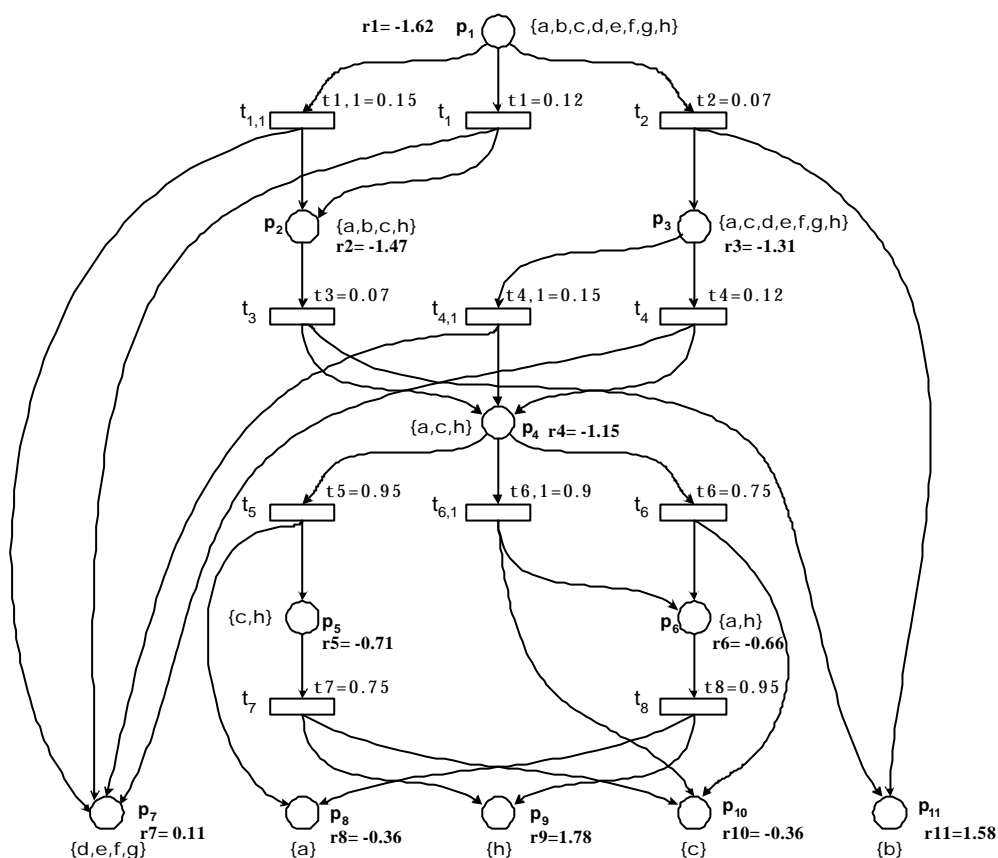 r1= -1.62 p1 {a,b,c,d,e,f,g,h}
t1,1 t1,1=0.15 t1 t1=0.12 t2 t2=0.07
p2 {a,b,c,h} p3 {a,c,d,e,f,g,h}
r2= -1.47 r3= -1.31
t3 t3=0.07 t4,1 t4,1=0.15 t4 t4=0.12
{a,c,h} p4 r4= -1.15
t5 t5=0.95 t6,1 t6,1=0.9 t6 t6=0.75
{c,h} p5 p6 {a,h}
r5= -0.71 r6= -0.66
t7 t7=0.75 t8 t8=0.95
p7 p8 p9 p10 p11
r7= 0.11 r8= -0.36 r9=1.78 r10= -0.36 r11=1.58
{d,e,f,g} {a} {h} {c} {b}